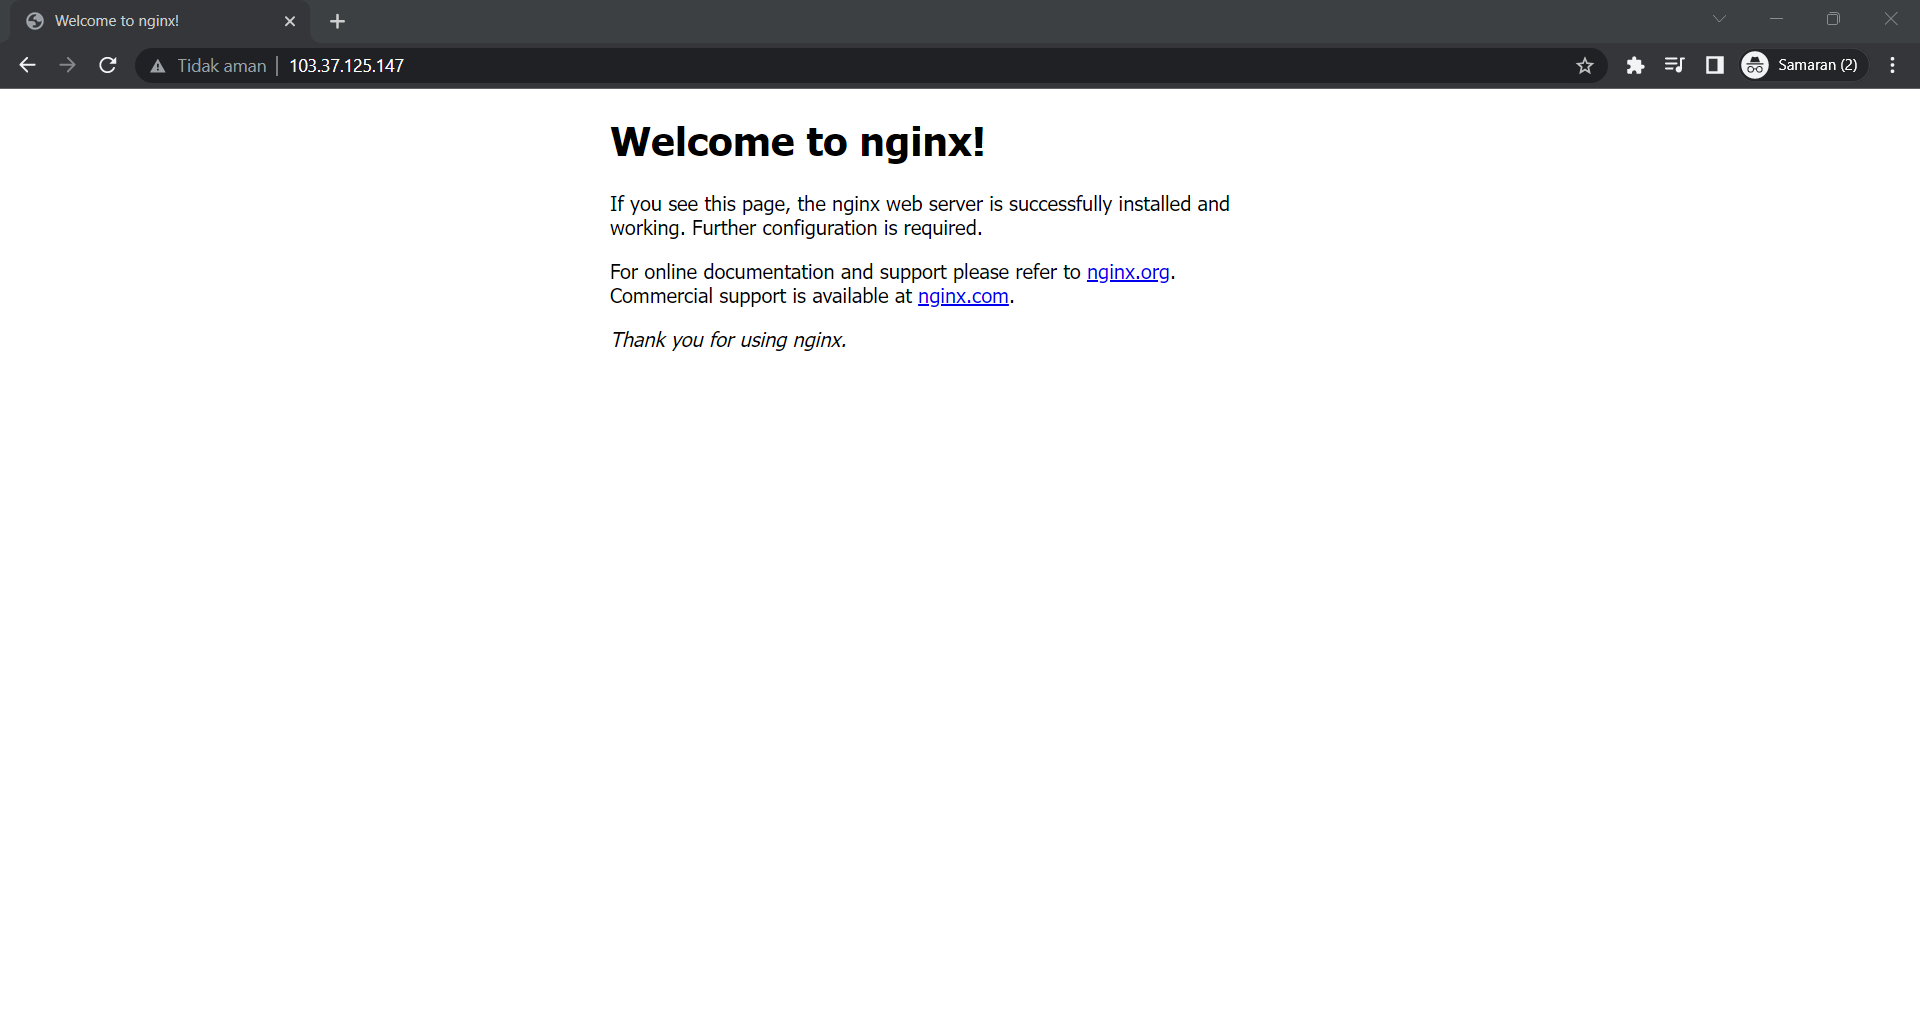 Welcome to nginx!
Tidak aman
103.37.125.147
Samaran (2)
Welcome to nginx!
If you see this page, the nginx web server is successfully installed and
working. Further configuration is required.
For online documentation and support please refer to nginx.org.
Commercial support is available at nginx.com.
Thank you for using nginx.